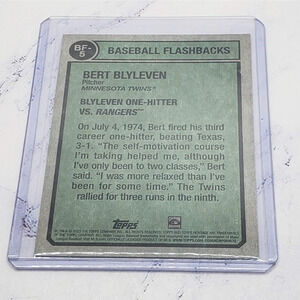 BF-
5
BASEBALL FLASHBACKS
BERT BLYLEVEN
Pitcher
MINNESOTA TWINS®
BLYLEVEN ONE-HITTER
VS. RANGERS™
On July 4, 1974, Bert fired his third
career one-hitter, beating Texas,
3-1. "The self-motivation course
I'm taking helped me, although
I've only been to two classes," Bert
said. "I was more relaxed than
I've been for some time." The Twins
rallied for three runs in the ninth.
Topps